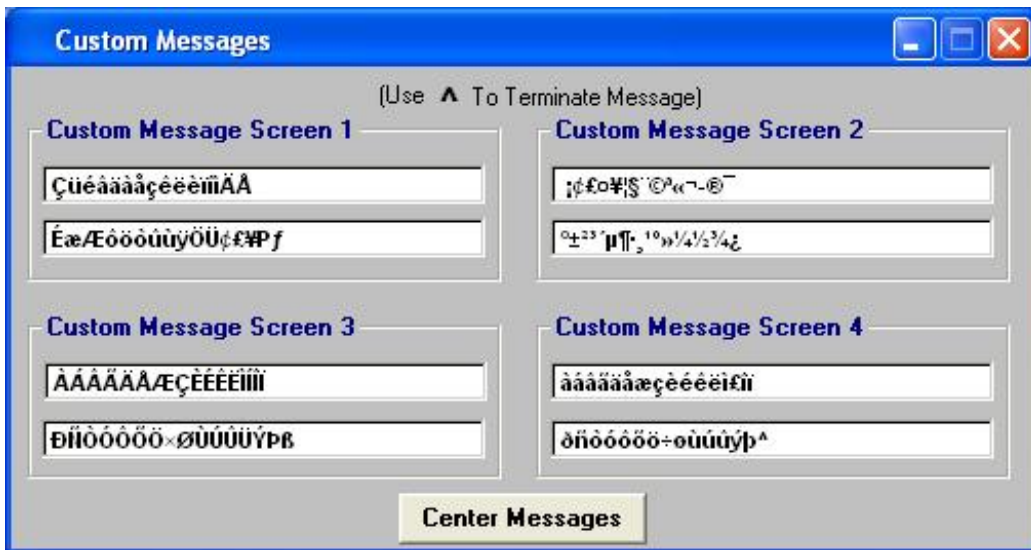 Custom Messages
(Use ^ To Terminate Message)
Custom Message Screen 1
ÇüéâäàåçêëèïîìÄÅ
ÉæÆôöòûùÿÖÜ¢£¥Pƒ
Custom Message Screen 2
¡¢£¤¥¦§¨©ª«¬-®¯
°±²³´µ¶·¸¹º»¼½¾¿
Custom Message Screen 3
ÀÁÂÃÄÅÆÇÈÉÊËÌÍÎÏ
ÐÑÒÓÔÕÖ×ØÙÚÛÜÝÞß
Custom Message Screen 4
àáâãäåæçèéêëì£îï
ðñòóôõö÷øùúûýþ^
Center Messages